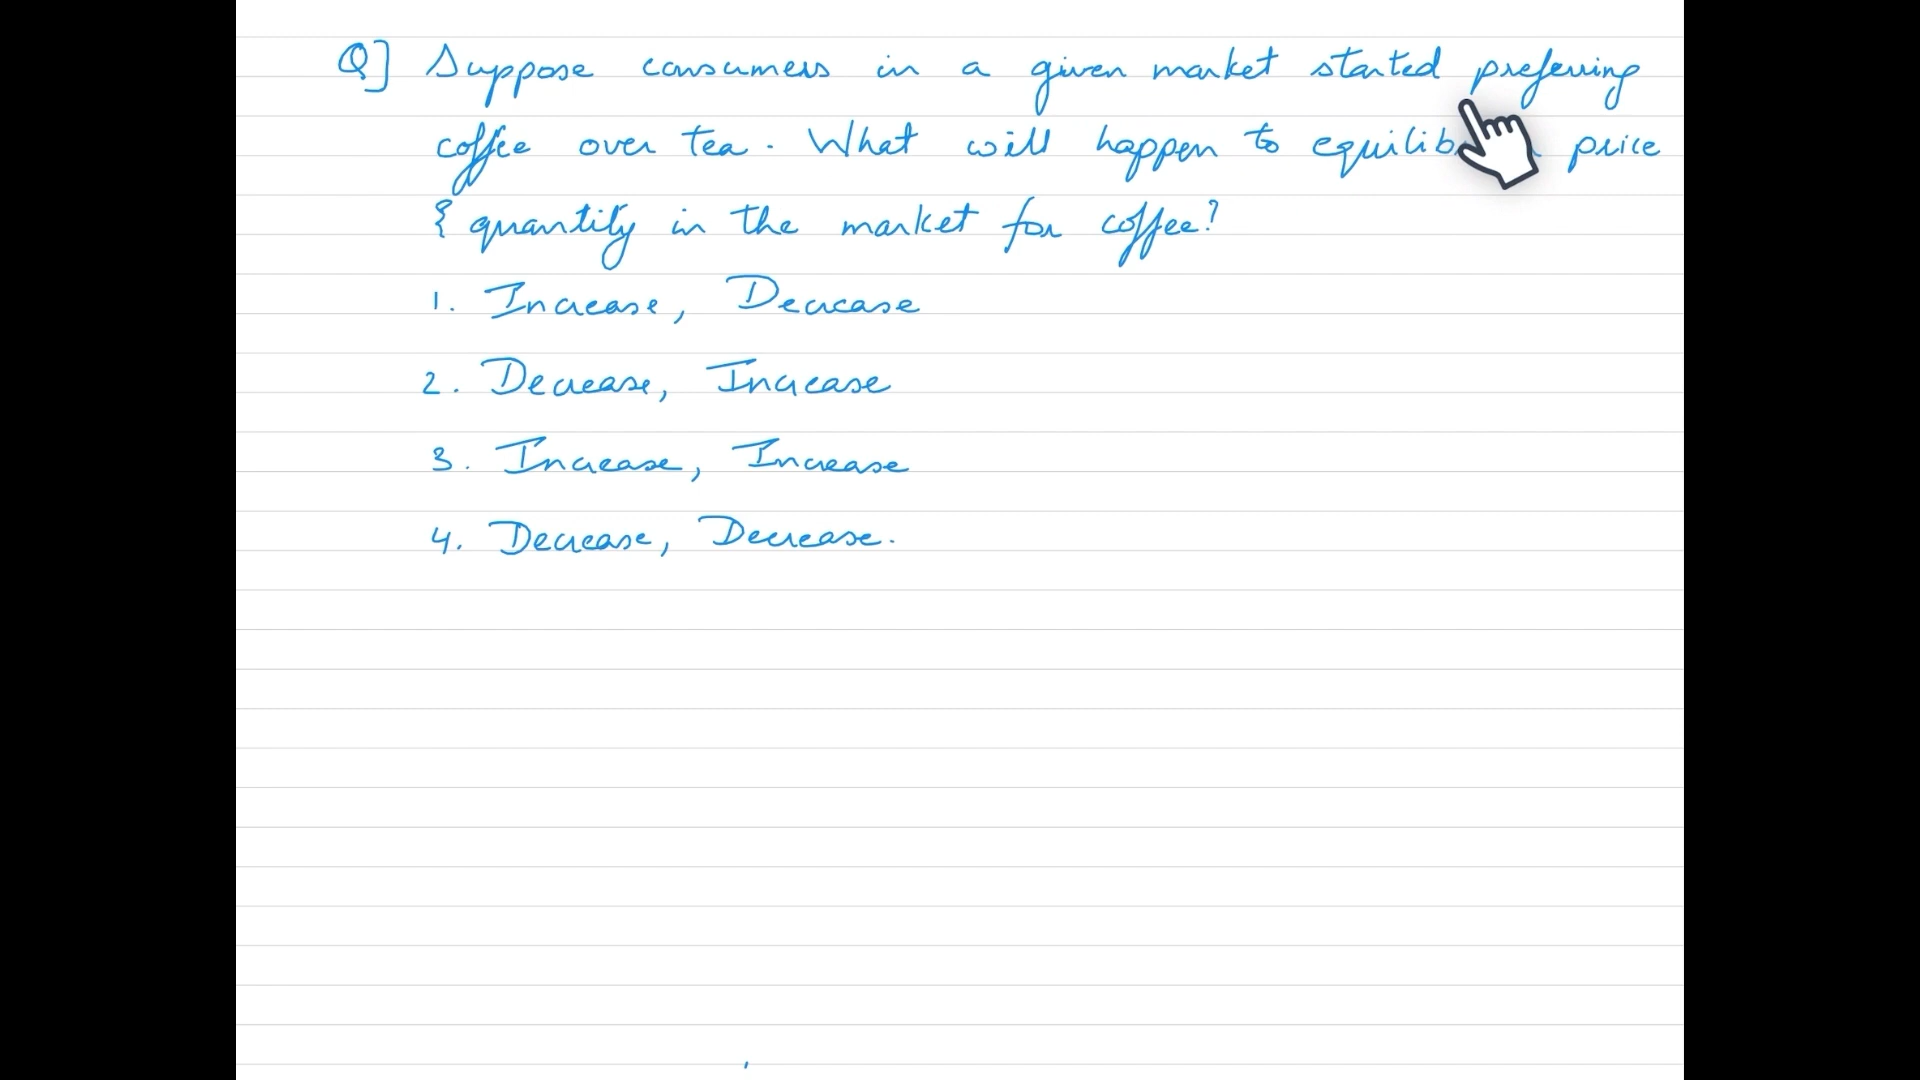 Q] Suppose consumers in a given market started preferring
coffee over tea. What will happen to price
& quantity in the market for coffee?
1. Increase, Decrease
2. Decrease, Increase
3. Increase, Increase
4. Decrease, Decrease.